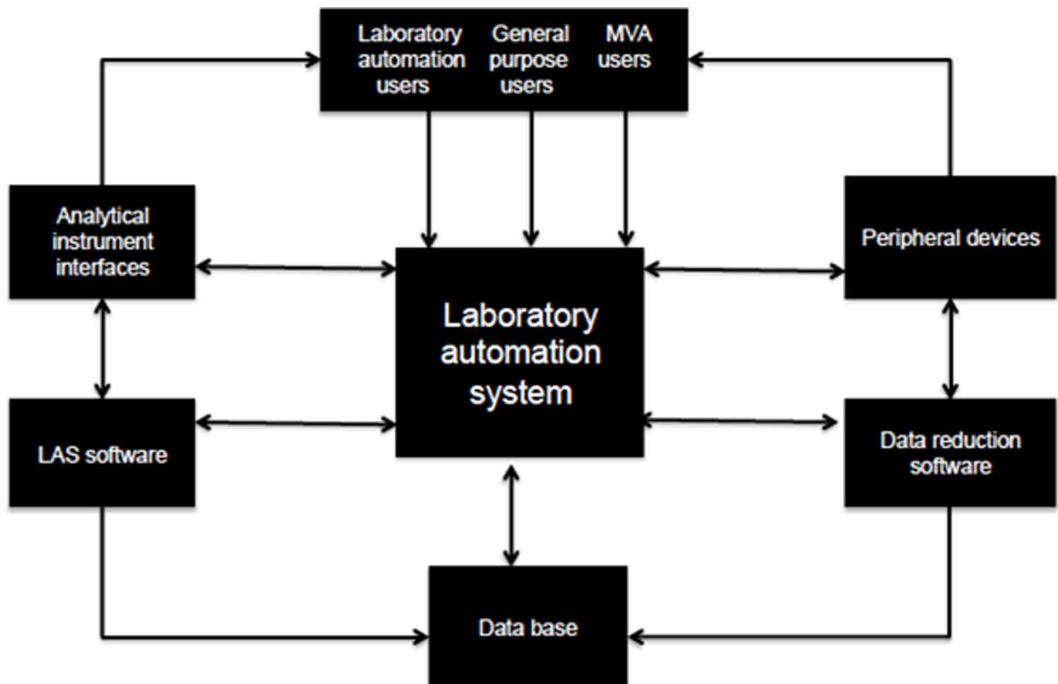 Laboratory
automation
users
General
purpose
users
MVA
users
Analytical
instrument
interfaces
Peripheral devices
Laboratory
automation
system
LAS software
Data reduction
software
Data base